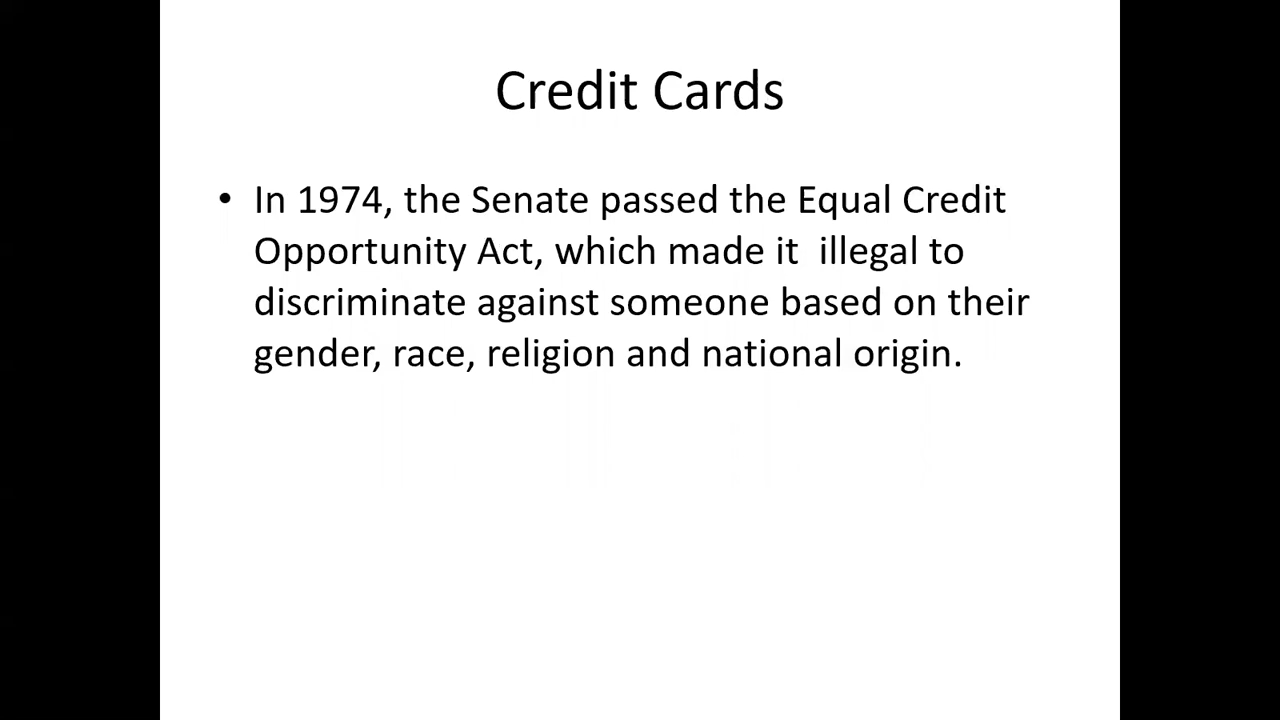 Credit Cards
• In 1974, the Senate passed the Equal Credit
Opportunity Act, which made it  illegal to
discriminate against someone based on their
gender, race, religion and national origin.